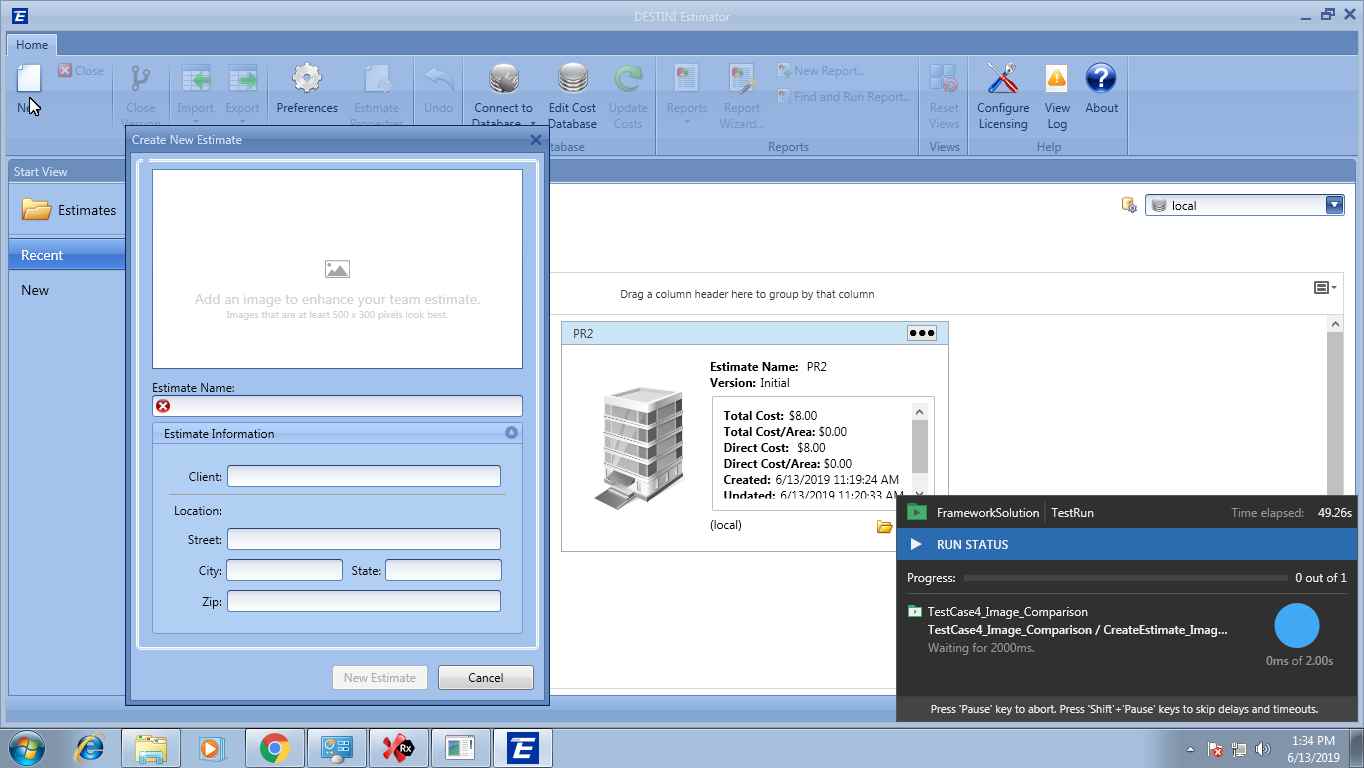 DESTINI Estimator
Home
New
Close
Close Version
Import
Export
Preferences
Estimate Properties
Undo
Connect to Database
Edit Cost Database
Update Costs
Database
Reports
Report Wizard...
New Report...
Find and Run Report...
Reports
Reset Views
Views
Configure Licensing
View Log
About
Help
Start View
Estimates
Recent
New
local
Drag a column header here to group by that column
Create New Estimate
Add an image to enhance your team estimate.
Images that are at least 500 x 300 pixels look best.
Estimate Name:
Estimate Information
Client:
Location:
Street:
City:
State:
Zip:
New Estimate
Cancel
PR2
Estimate Name: PR2
Version: Initial
Total Cost: $8.00
Total Cost/Area: $0.00
Direct Cost: $8.00
Direct Cost/Area: $0.00
Created: 6/13/2019 11:19:24 AM
Updated: 6/13/2019 11:20:33 AM
(local)
FrameworkSolution TestRun Time elapsed: 49.26s
RUN STATUS
Progress: 0 out of 1
TestCase4_Image_Comparison
TestCase4_Image_Comparison / CreateEstimate_Imag...
Waiting for 2000ms.
0ms of 2.00s
Press 'Pause' key to abort. Press 'Shift'+'Pause' keys to skip delays and timeouts.
Rx
1:34 PM
6/13/2019